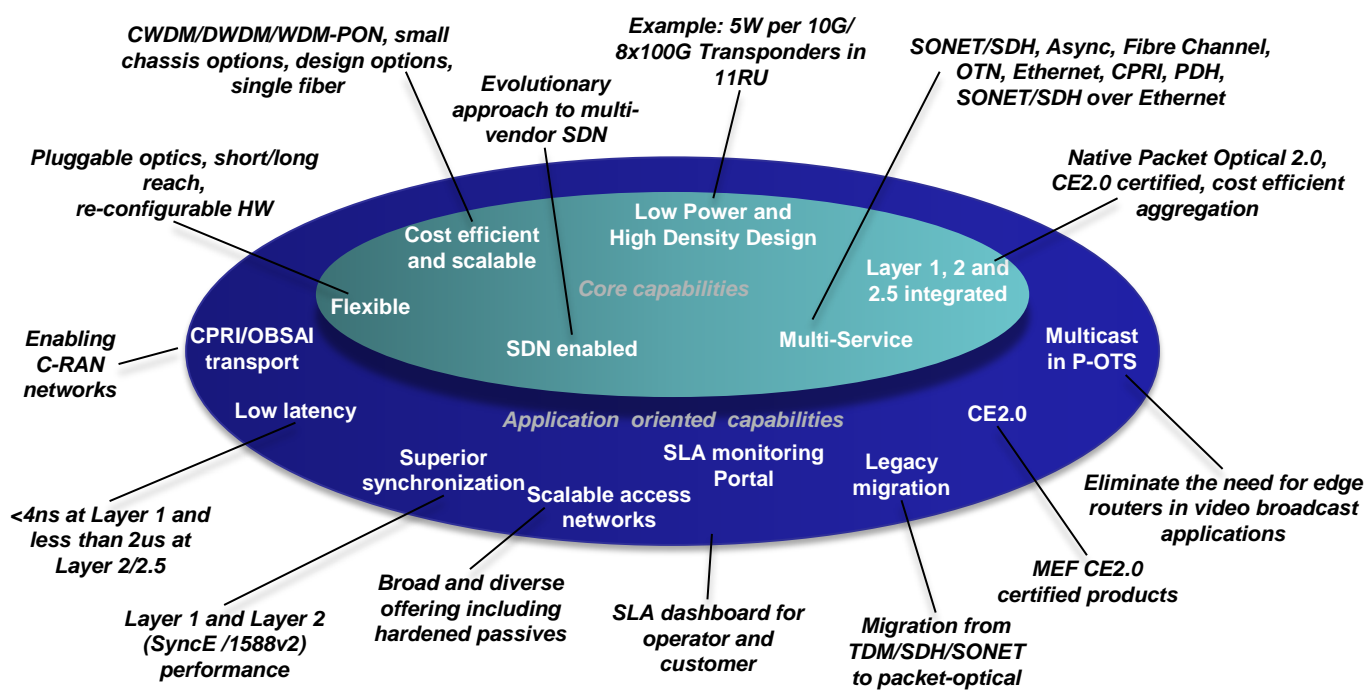 CWDM/DWDM/WDM-PON, small
chassis options, design options,
single fiber
Evolutionary
approach to multi-
vendor SDN
Example: 5W per 10G/
8x100G Transponders in
11RU
SONET/SDH, Async, Fibre Channel,
OTN, Ethernet, CPRI, PDH,
SONET/SDH over Ethernet
Pluggable optics, short/long
reach,
re-configurable HW
Native Packet Optical 2.0,
CE2.0 certified, cost efficient
aggregation
Cost efficient
and scalable
Low Power and
High Density Design
Layer 1, 2 and
2.5 integrated
Core capabilities
Flexible
SDN enabled
Multi-Service
Enabling
C-RAN
networks
CPRI/OBSAI
transport
Multicast
in P-OTS
Low latency
Application oriented capabilities
CE2.0
Superior
synchronization
Scalable access
networks
SLA monitoring
Portal
Legacy
migration
<4ns at Layer 1 and
less than 2us at
Layer 2/2.5
Layer 1 and Layer 2
(SyncE /1588v2)
performance
Broad and diverse
offering including
hardened passives
SLA dashboard for
operator and
customer
Migration from
TDM/SDH/SONET
to packet-optical
MEF CE2.0
certified products
Eliminate the need for edge
routers in video broadcast
applications